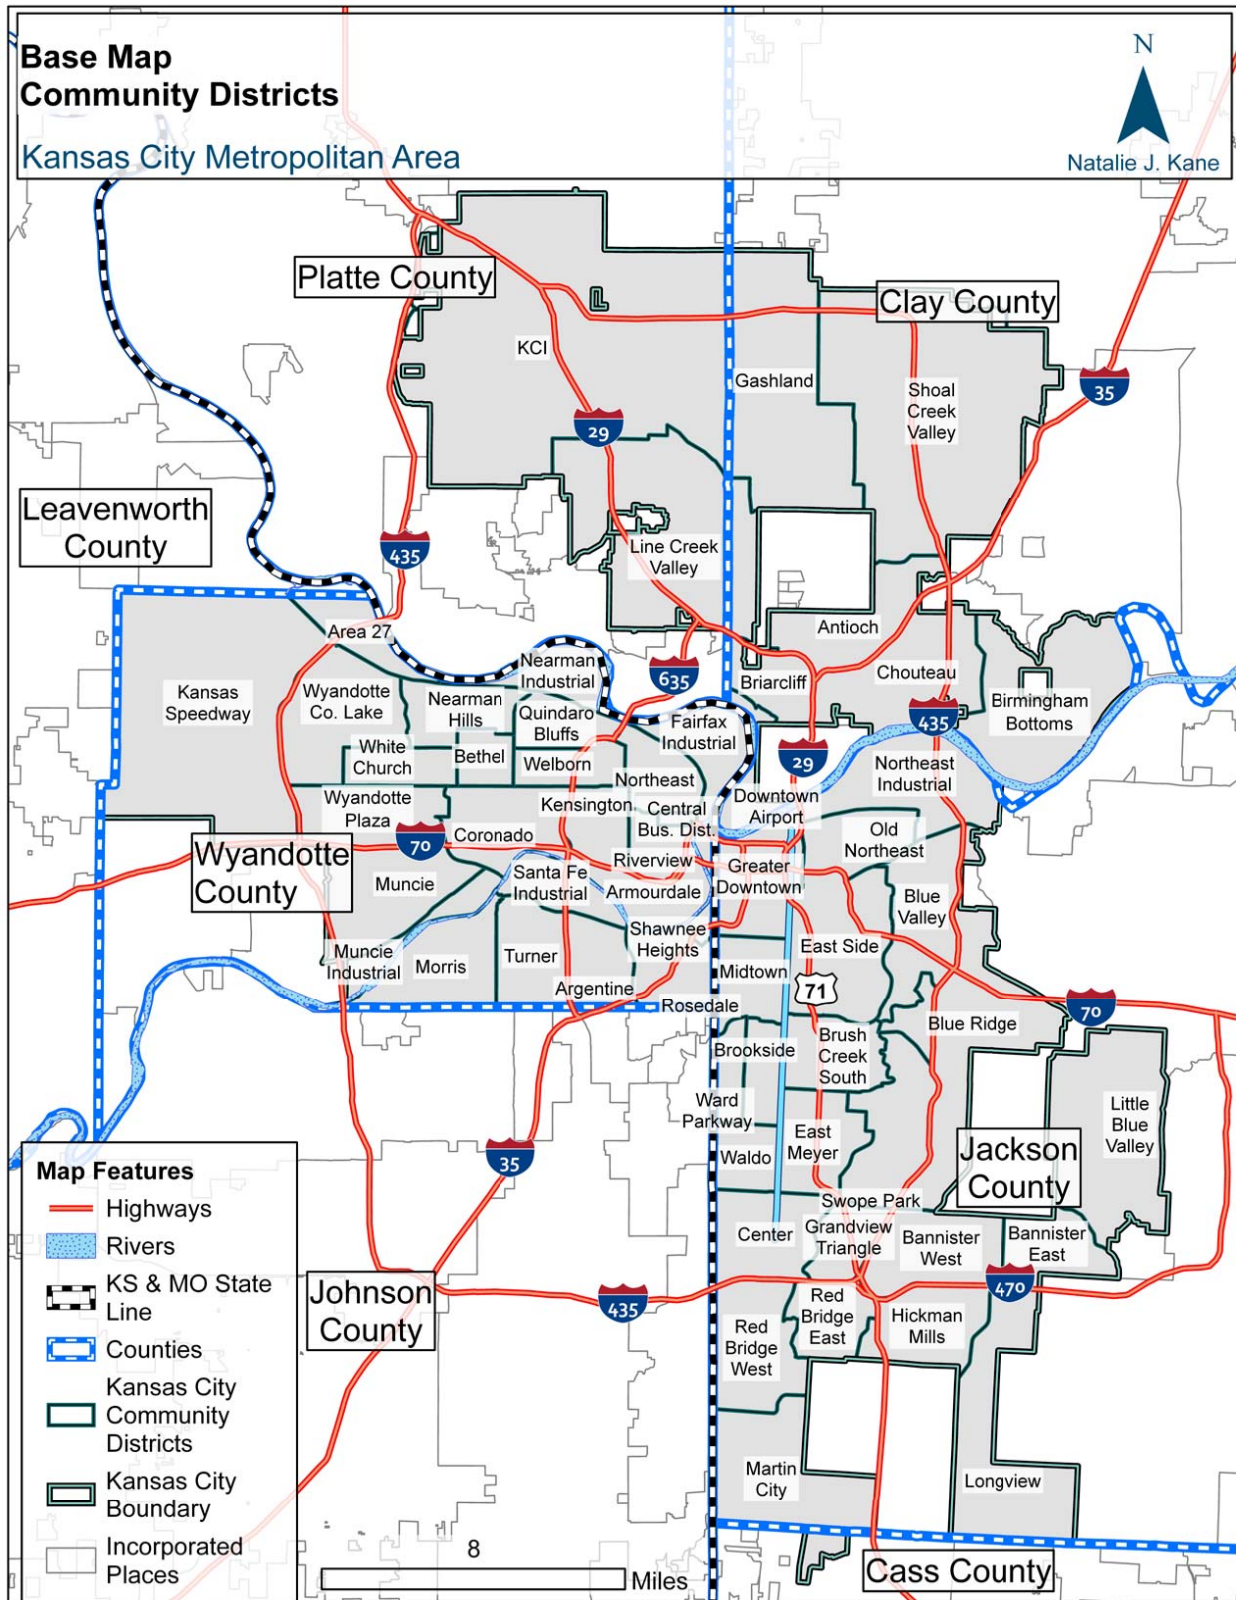 Base Map
Community Districts
Kansas City Metropolitan Area
N
Natalie J. Kane
Platte County
Clay County
KCI
Gashland
Shoal
Creek
Valley
35
29
Leavenworth
County
435
Line Creek
Valley
Area 27
Antioch
Nearman
Industrial
635
Briarcliff
Chouteau
Kansas
Speedway
Wyandotte
Co. Lake
Nearman
Hills
Quindaro
Bluffs
Fairfax
Industrial
435
Birmingham
Bottoms
White
Church
Bethel
Welborn
29
Northeast
Industrial
Northeast
Wyandotte
Plaza
Kensington
Central
Bus. Dist.
Downtown
Airport
70
Coronado
Old
Northeast
Wyandotte
County
Riverview
Greater
Downtown
Muncie
Santa Fe
Industrial
Armourdale
Blue
Valley
Shawnee
Heights
East Side
Muncie
Industrial
Morris
Turner
Midtown
Argentine
71
Rosedale
70
Blue Ridge
Brookside
Brush
Creek
South
Ward
Parkway
Little
Blue
Valley
East
Meyer
Waldo
Jackson
County
35
Swope Park
Center
Grandview
Triangle
Bannister
West
Bannister
East
470
Johnson
County
435
Red
Bridge
East
Hickman
Mills
Red
Bridge
West
Martin
City
Longview
Cass County
Map Features
Highways
Rivers
KS & MO State
Line
Counties
Kansas City
Community
Districts
Kansas City
Boundary
Incorporated
Places
8
Miles